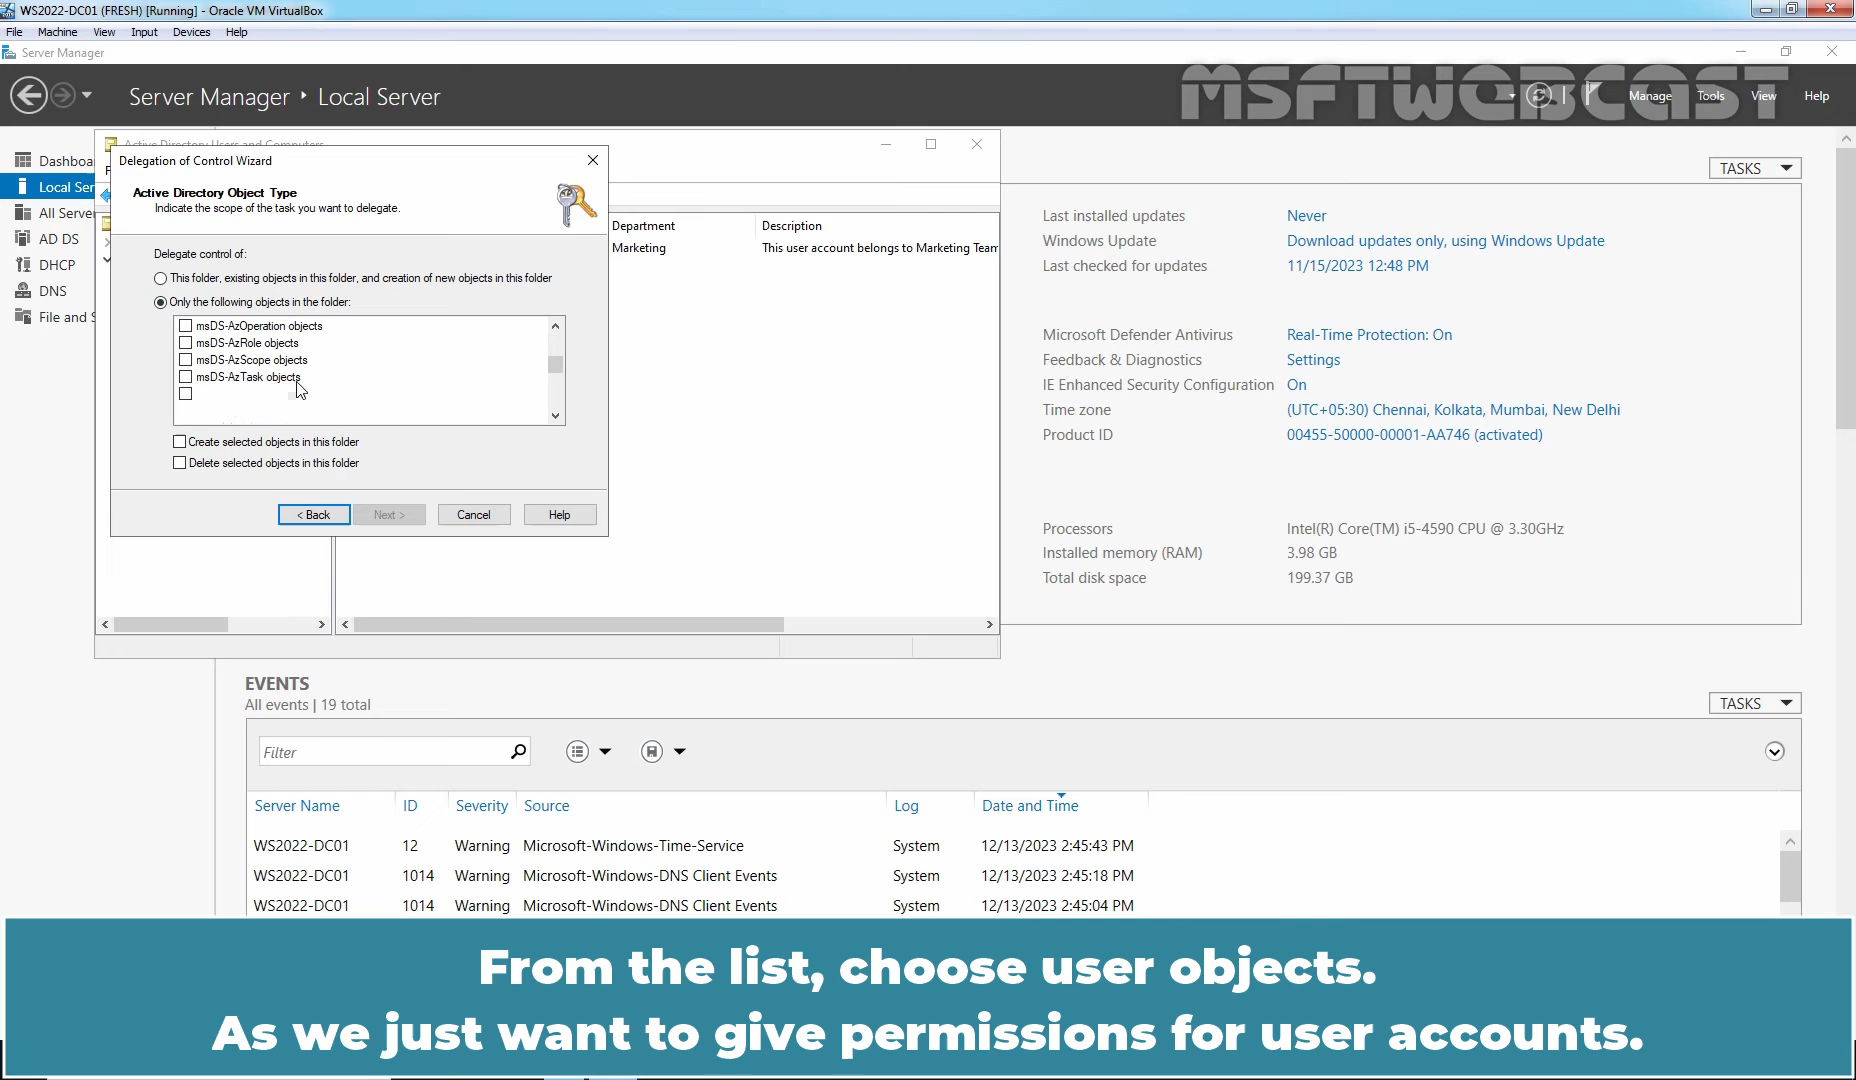 WS2022-DC01 (FRESH) [Running] - Oracle VM VirtualBox
File Machine View Input Devices Help
Server Manager
Server Manager ‣ Local Server
MSFTWEBCAST
Manage Tools View Help
Dashboa
Local Ser
All Serve
AD DS
DHCP
DNS
File and S
Active Directory Users and Computers
Delegation of Control Wizard
Active Directory Object Type
Indicate the scope of the task you want to delegate.
Delegate control of:
This folder, existing objects in this folder, and creation of new objects in this folder
Only the following objects in the folder:
msDS-AzOperation objects
msDS-AzRole objects
msDS-AzScope objects
msDS-AzTask objects
Create selected objects in this folder
Delete selected objects in this folder
< Back Next > Cancel Help
Department Description
Marketing This user account belongs to Marketing Team
TASKS
Last installed updates Never
Windows Update Download updates only, using Windows Update
Last checked for updates 11/15/2023 12:48 PM
Microsoft Defender Antivirus Real-Time Protection: On
Feedback & Diagnostics Settings
IE Enhanced Security Configuration On
Time zone (UTC+05:30) Chennai, Kolkata, Mumbai, New Delhi
Product ID 00455-50000-00001-AA746 (activated)
Processors Intel(R) Core(TM) i5-4590 CPU @ 3.30GHz
Installed memory (RAM) 3.98 GB
Total disk space 199.37 GB
EVENTS
All events | 19 total
TASKS
Filter
Server Name ID Severity Source Log Date and Time
WS2022-DC01 12 Warning Microsoft-Windows-Time-Service System 12/13/2023 2:45:43 PM
WS2022-DC01 1014 Warning Microsoft-Windows-DNS Client Events System 12/13/2023 2:45:18 PM
WS2022-DC01 1014 Warning Microsoft-Windows-DNS Client Events System 12/13/2023 2:45:04 PM
From the list, choose user objects.
As we just want to give permissions for user accounts.